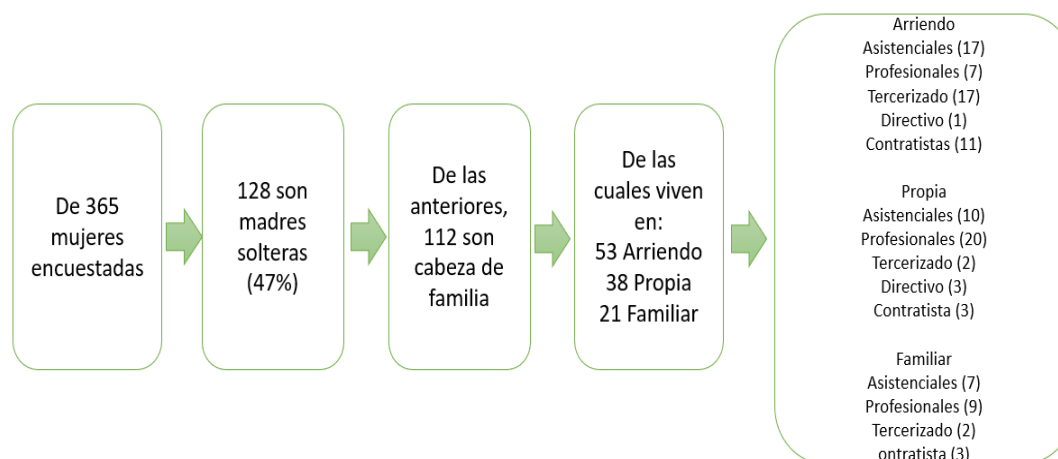 De 365
mujeres
encuestadas
128 son
madres
solteras
(47%)
De las
anteriores,
112 son
cabeza de
familia
De las
cuales viven
en:
53 Arriendo
38 Propia
21 Familiar
Arriendo
Asistenciales (17)
Profesionales (7)
Tercerizado (17)
Directivo (1)
Contratistas (11)
Propia
Asistenciales (10)
Profesionales (20)
Tercerizado (2)
Directivo (3)
Contratista (3)
Familiar
Asistenciales (7)
Profesionales (9)
Tercerizado (2)
ontratista (3)